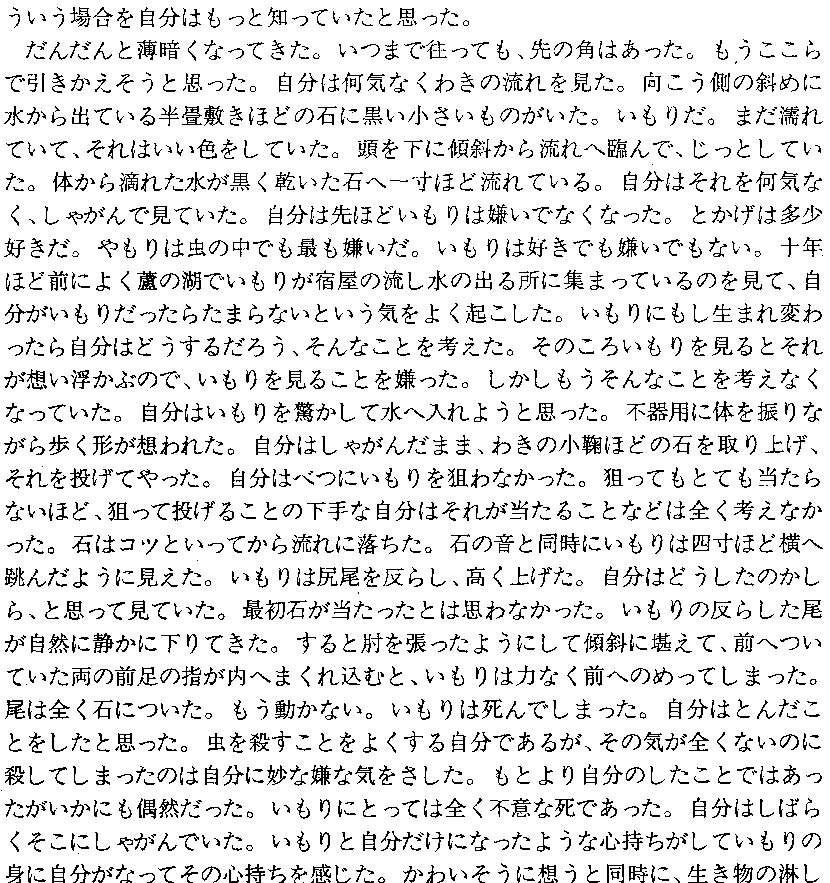 ういう場合を自分はもっと知っていたと思った。
だんだんと薄暗くなってきた。いつまで往っても、先の角はあった。もうここら
で引きかえそうと思った。自分は何気なくわきの流れを見た。向こう側の斜めに
水から出ている半畳敷きほどの石に黒い小さいものがいた。いもりだ。まだ濡れ
ていて、それはいい色をしていた。頭を下に傾斜から流れへ臨んで、じっとしてい
た。体から滴れた水が黒く乾いた石へ一寸ほど流れている。自分はそれを何気な
く、しゃがんで見ていた。自分は先ほどいもりは嫌いでなくなった。とかげは多少
好きだ。やもりは虫の中でも最も嫌いだ。いもりは好きでも嫌いでもない。十年
ほど前によく蘆の湖でいもりが宿屋の流し水の出る所に集まっているのを見て、自
分がいもりだったらたまらないという気をよく起こした。いもりにもし生まれ変わ
ったら自分はどうするだろう、そんなことを考えた。そのころいもりを見るとそれ
が想い浮かぶので、いもりを見ることを嫌った。しかしもうそんなことを考えなく
なっていた。自分はいもりを驚かして水へ入れようと思った。不器用に体を振りな
がら歩く形が想われた。自分はしゃがんだまま、わきの小鞠ほどの石を取り上げ、
それを投げてやった。自分はべつにいもりを狙わなかった。狙ってもとても当たら
ないほど、狙って投げることの下手な自分はそれが当たることなどは全く考えなか
った。石はコツといってから流れに落ちた。石の音と同時にいもりは四寸ほど横へ
跳んだように見えた。いもりは尻尾を反らし、高く上げた。自分はどうしたのかし
ら、と思って見ていた。最初石が当たったとは思わなかった。いもりの反らした尾
が自然に静かに下りてきた。すると肘を張ったようにして傾斜に堪えて、前へつい
ていた両の前足の指が内へまくれ込むと、いもりは力なく前へのめってしまった。
尾は全く石についた。もう動かない。いもりは死んでしまった。自分はとんだこ
とをしたと思った。虫を殺すことをよくする自分であるが、その気が全くないのに
殺してしまったのは自分に妙な嫌な気をさした。もとより自分のしたことではあっ
たがいかにも偶然だった。いもりにとっては全く不意な死であった。自分はしばら
くそこにしゃがんでいた。いもりと自分だけになったような心持ちがしていもりの
身に自分がなってその心持ちを感じた。かわいそうに想うと同時に、生き物の淋し